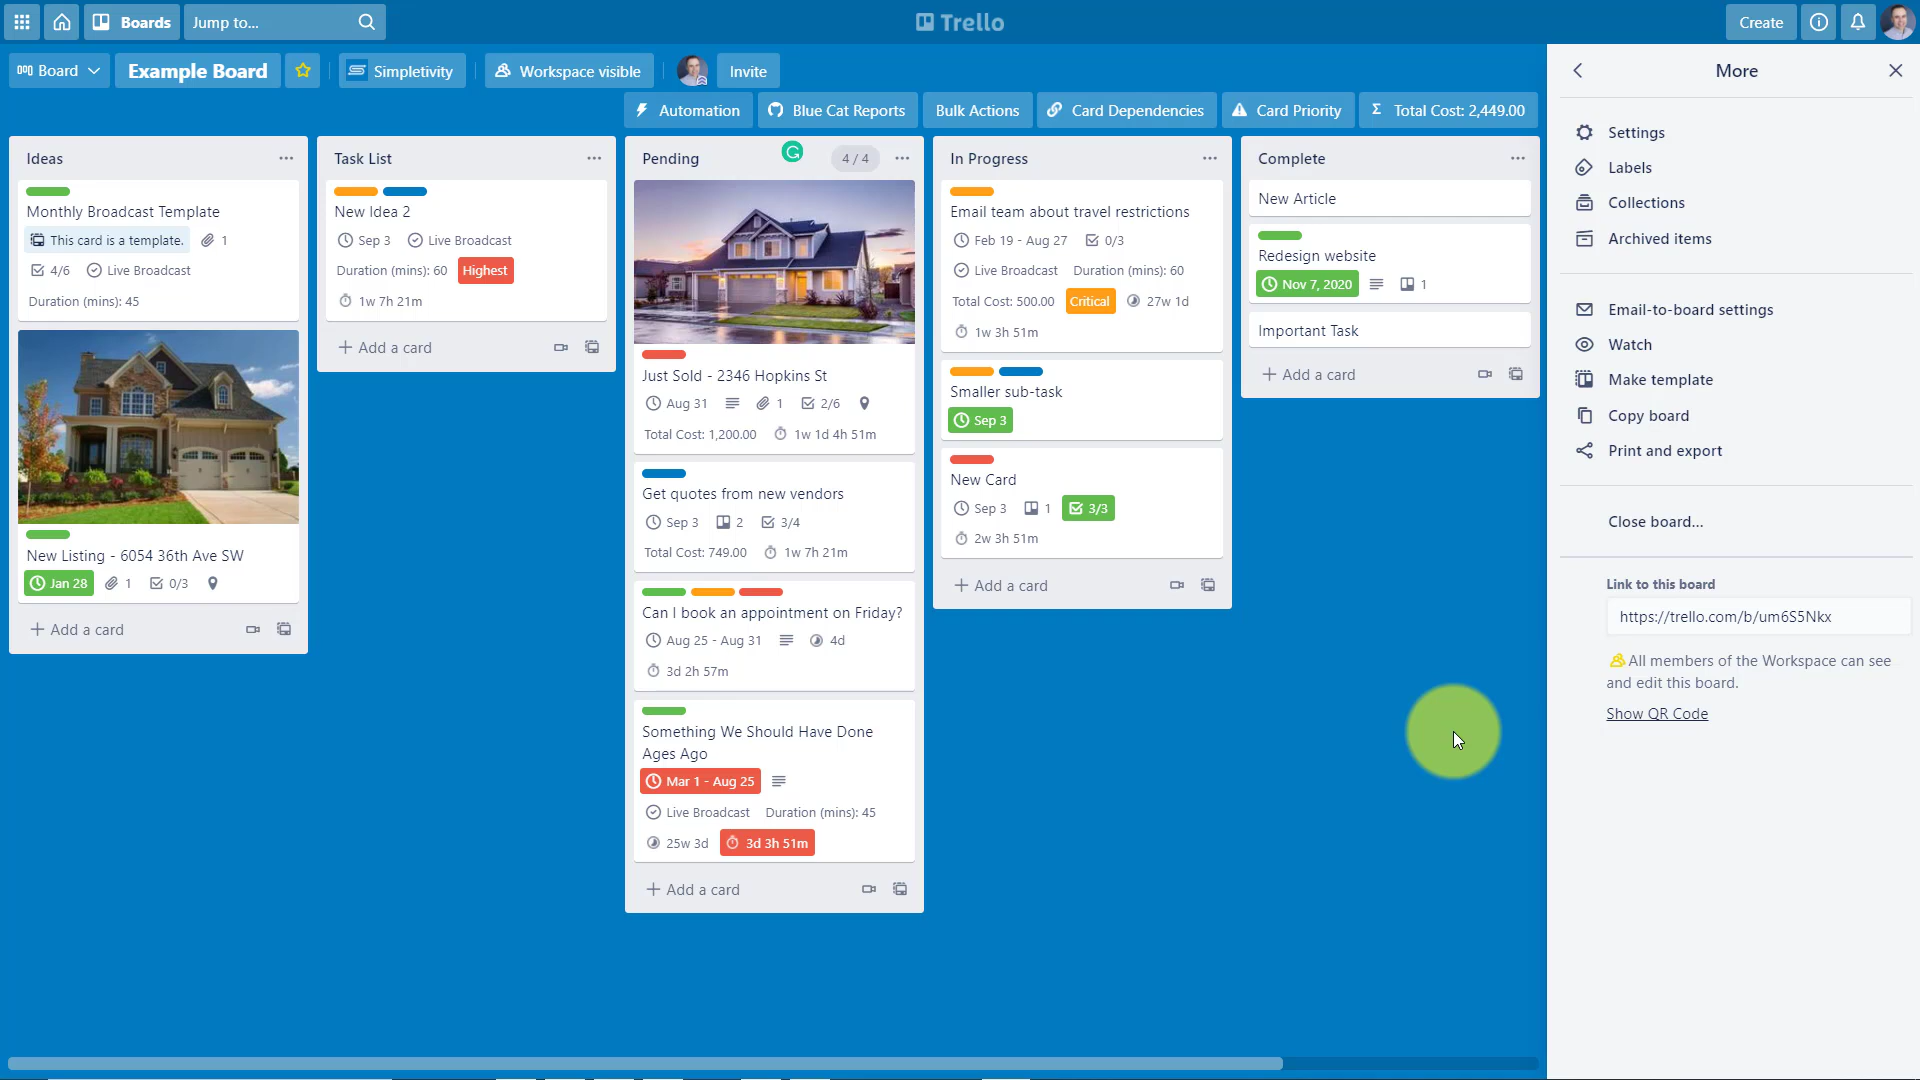 Boards
Jump to...
Trello
Create
Board
Example Board
Simpletivity
Workspace visible
Invite
Automation
Blue Cat Reports
Bulk Actions
Card Dependencies
Card Priority
Σ Total Cost: 2,449.00
Ideas
Monthly Broadcast Template
This card is a template.
1
4/6
Live Broadcast
Duration (mins): 45
New Listing - 6054 36th Ave SW
Jan 28
1
0/3
+ Add a card
Task List
New Idea 2
Sep 3
Live Broadcast
Duration (mins): 60
Highest
1w 7h 21m
+ Add a card
Pending
4 / 4
Just Sold - 2346 Hopkins St
Aug 31
1
2/6
Total Cost: 1,200.00
1w 1d 4h 51m
Get quotes from new vendors
Sep 3
2
3/4
Total Cost: 749.00
1w 7h 21m
Can I book an appointment on Friday?
Aug 25 - Aug 31
4d
3d 2h 57m
Something We Should Have Done
Ages Ago
Mar 1 - Aug 25
Live Broadcast
Duration (mins): 45
25w 3d
3d 3h 51m
+ Add a card
In Progress
Email team about travel restrictions
Feb 19 - Aug 27
0/3
Live Broadcast
Duration (mins): 60
Total Cost: 500.00
Critical
27w 1d
1w 3h 51m
Smaller sub-task
Sep 3
New Card
Sep 3
1
3/3
2w 3h 51m
+ Add a card
Complete
New Article
Redesign website
Nov 7, 2020
1
Important Task
+ Add a card
More
Settings
Labels
Collections
Archived items
Email-to-board settings
Watch
Make template
Copy board
Print and export
Close board...
Link to this board
https://trello.com/b/um6S5Nkx
All members of the Workspace can see
and edit this board.
Show QR Code